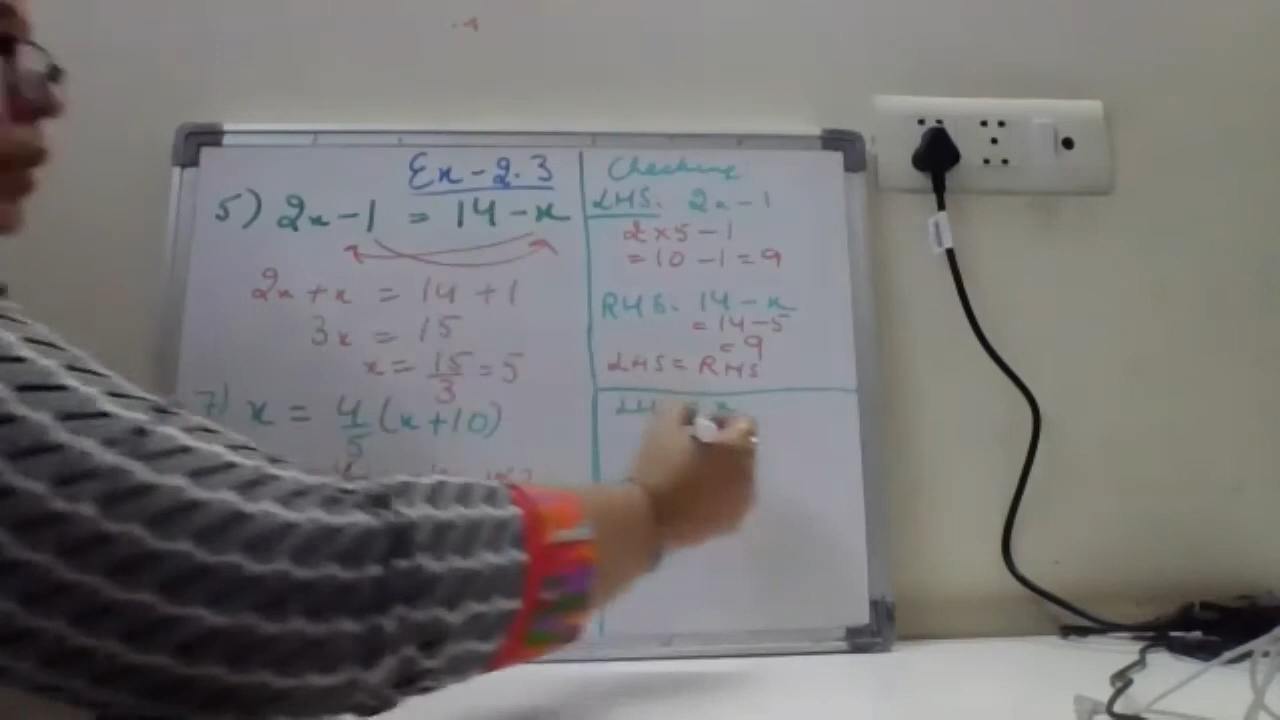 Ex - 2.3
5) 2x - 1 = 14 - x
2x + x = 14 + 1
3x = 15
x = 15/3 = 5
7) x = 4/5 (x + 10)
Checking
LHS. 2x - 1
2 × 5 - 1
= 10 - 1 = 9
RHS. 14 - x
= 14 - 5
= 9
LHS = RHS